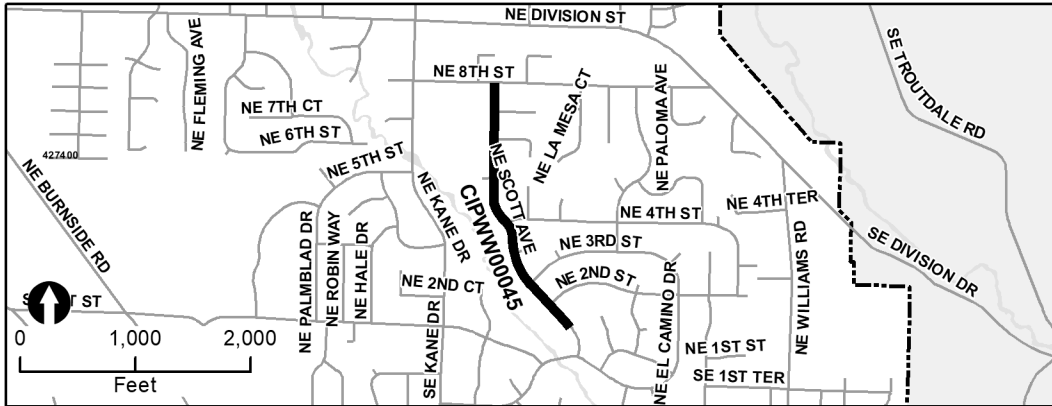 NE DIVISION ST
NE FLEMING AVE
NE 8TH ST
SE TROUTDALE RD
NE 7TH CT
NE LA MESA CT
NE PALOMA AVE
NE 6TH ST
427400
NE 5TH ST
NE SCOTT AVE
NE BURNSIDE RD
NE KANE DR
CIPWW00045
NE 4TH TER
NE 4TH ST
NE PALMBLAD DR
NE ROBIN WAY
NE HALE DR
NE 3RD ST
SE DIVISION DR
NE WILLIAMS RD
NE 2ND ST
NE 2ND CT
NE EL CAMINO DR
ST
SE KANE DR
0 1,000 2,000
Feet
NE 1ST ST
SE 1ST TER